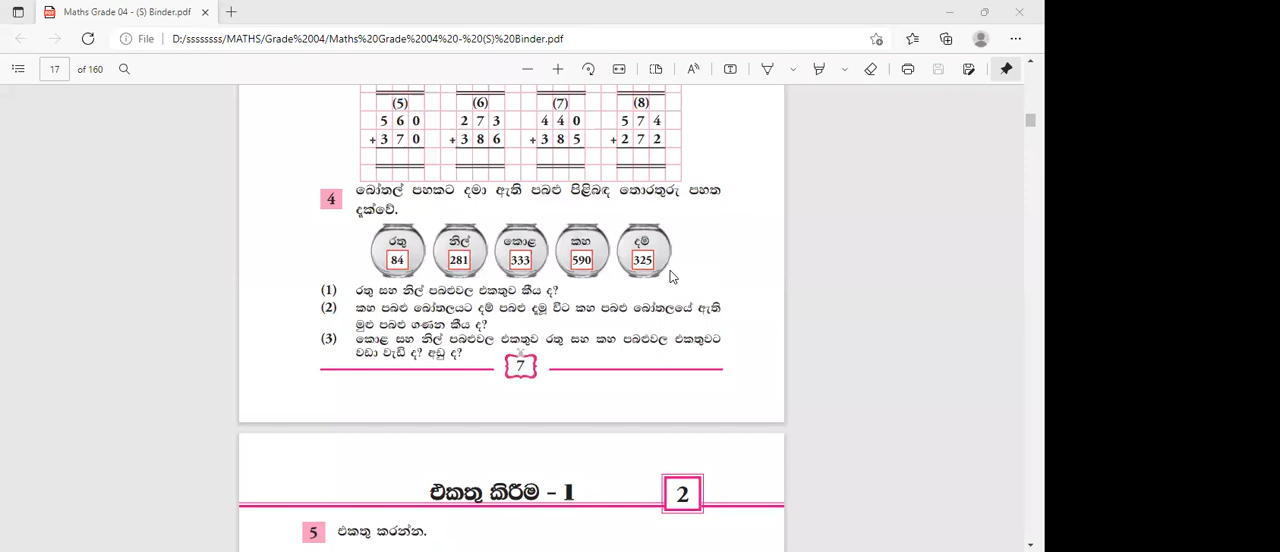 Maths Grade 04 - (S) Binder.pdf
File D:/ssssssss/MATHS/Grade%2004/Maths%20Grade%2004%20-%20(S)%20Binder.pdf
17 of 160
(5) (6) (7) (8)
5 6 0 2 7 3 4 4 0 5 7 4
+ 3 7 0 + 3 8 6 + 3 8 5 + 2 7 2
4 බෝතල් පහකට දමා ඇති පබළු පිළිබඳ තොරතුරු පහත
දැක්වේ.
රතු නිල් කොළ කහ දම්
84 281 333 590 325
(1) රතු සහ නිල් පබළුවල එකතුව කීය ද?
(2) කහ පබළු බෝතලයට දම් පබළු දැමූ විට කහ පබළු බෝතලයේ ඇති
මුළු පබළු ගණන කීය ද?
(3) කොළ සහ නිල් පබළුවල එකතුව රතු සහ කහ පබළුවල එකතුවට
වඩා වැඩි ද? අඩු ද?
7
එකතු කිරීම - 1 2
5 එකතු කරන්න.